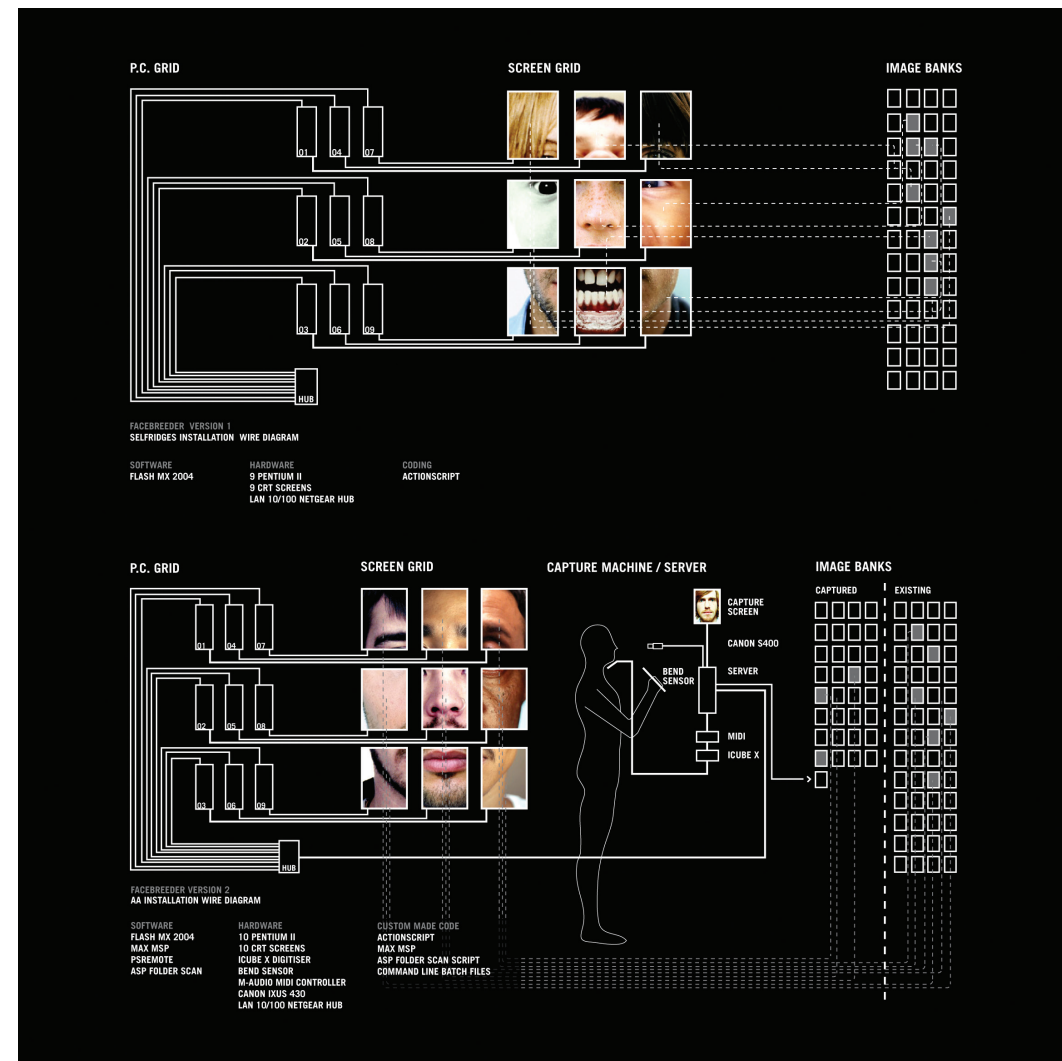 P.C. GRID
SCREEN GRID
IMAGE BANKS
01
04
07
02
05
08
03
06
09
HUB
FACEBREEDER VERSION 1
SELFRIDGES INSTALLATION WIRE DIAGRAM
SOFTWARE
FLASH MX 2004
HARDWARE
9 PENTIUM II
9 CRT SCREENS
LAN 10/100 NETGEAR HUB
CODING
ACTIONSCRIPT
P.C. GRID
SCREEN GRID
CAPTURE MACHINE / SERVER
IMAGE BANKS
CAPTURED
EXISTING
CAPTURE
SCREEN
CANON S400
BEND
SENSOR
SERVER
MIDI
ICUBE X
01
04
07
02
05
08
03
06
09
HUB
FACEBREEDER VERSION 2
AA INSTALLATION WIRE DIAGRAM
SOFTWARE
FLASH MX 2004
MAX MSP
PSREMOTE
ASP FOLDER SCAN
HARDWARE
10 PENTIUM II
10 CRT SCREENS
ICUBE X DIGITISER
BEND SENSOR
M-AUDIO MIDI CONTROLLER
CANON IXUS 430
LAN 10/100 NETGEAR HUB
CUSTOM MADE CODE
ACTIONSCRIPT
MAX MSP
ASP FOLDER SCAN SCRIPT
COMMAND LINE BATCH FILES